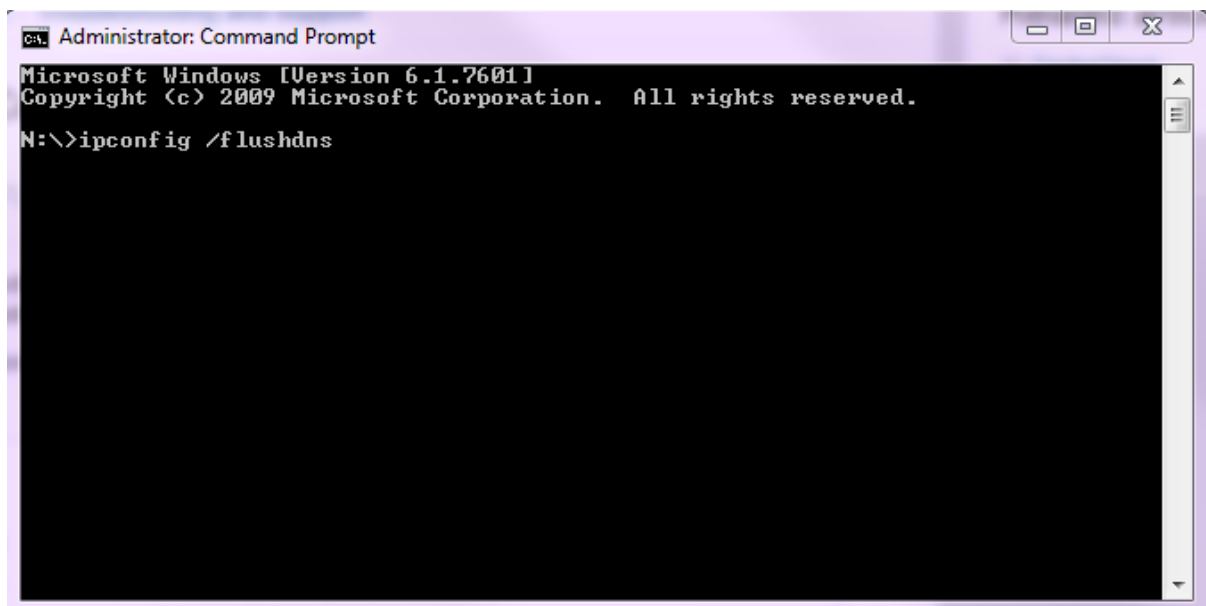 Administrator: Command Prompt
Microsoft Windows [Version 6.1.7601]
Copyright (c) 2009 Microsoft Corporation.  All rights reserved.
N:\>ipconfig /flushdns